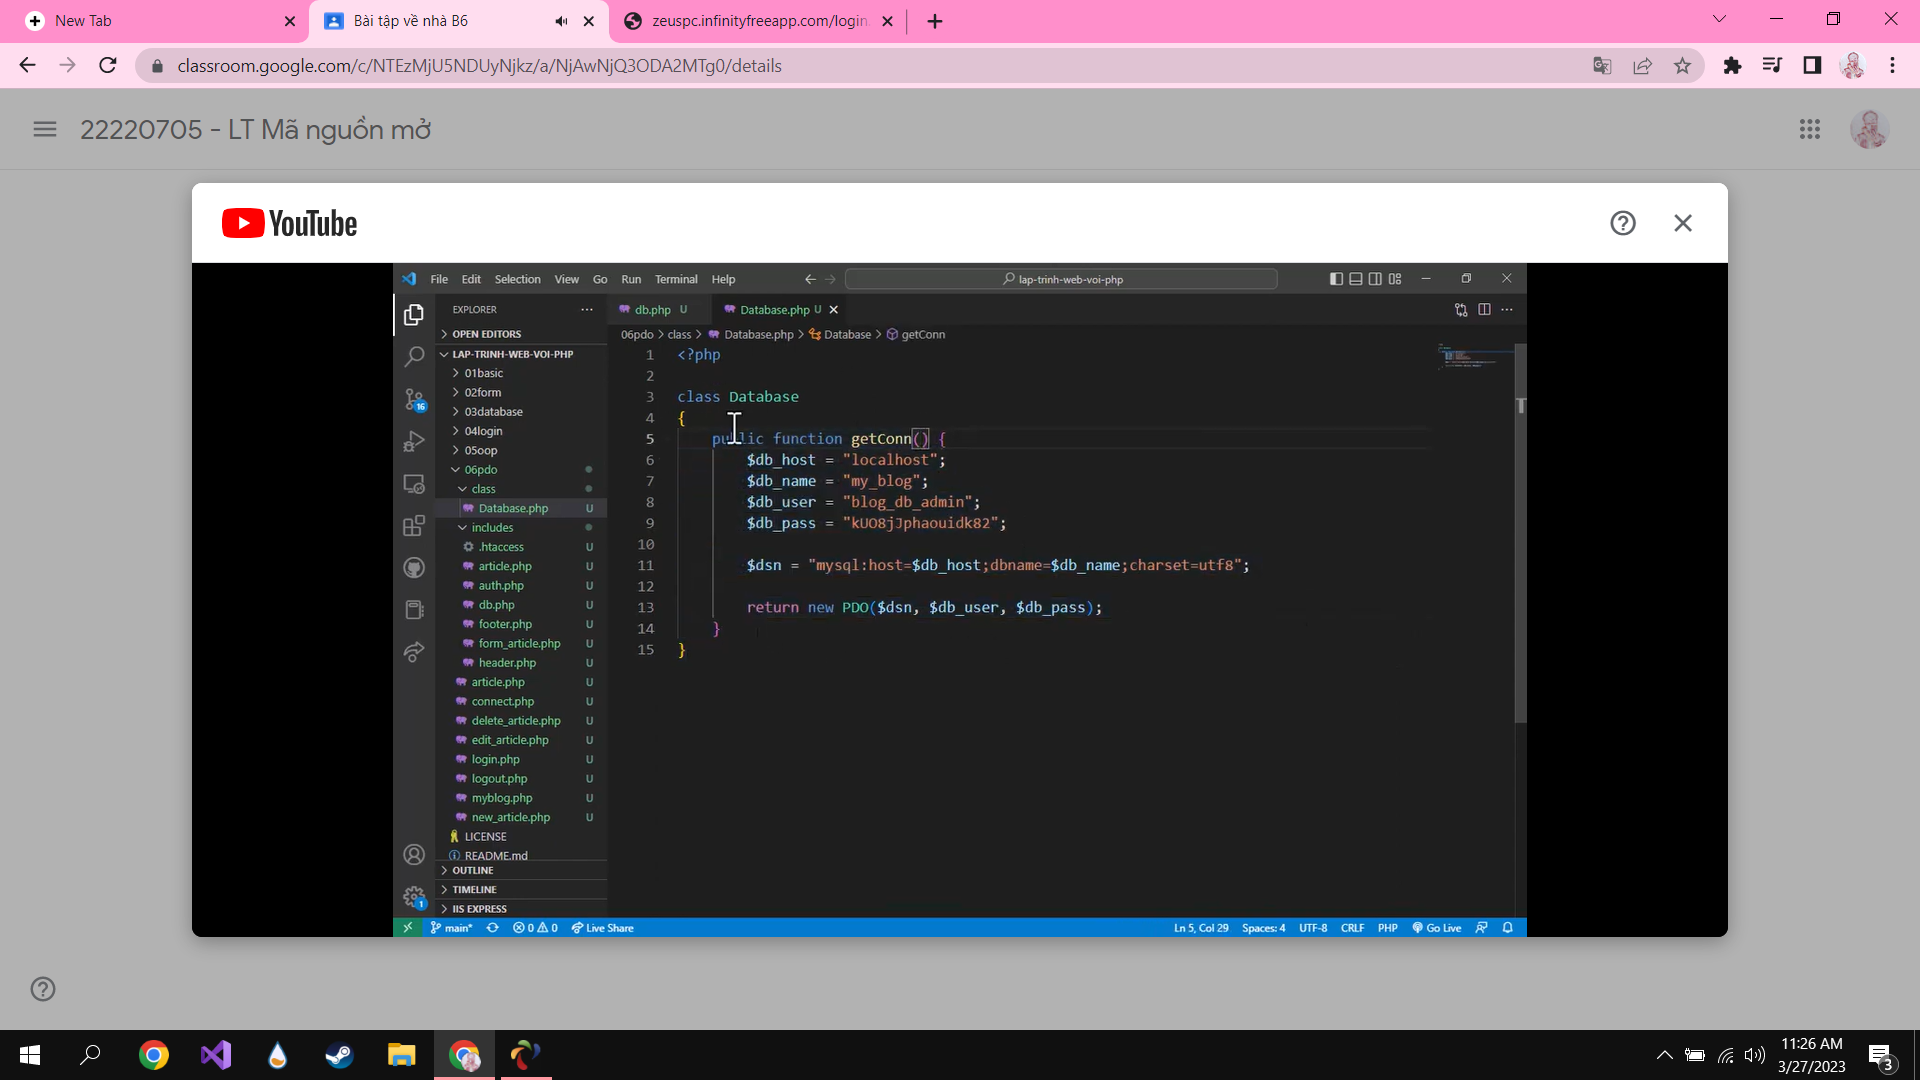 New Tab
Bài tập về nhà B6
zeuspc.infinityfreeapp.com/login
classroom.google.com/c/NTEzMjU5NDUyNjkz/a/NjAwNjQ3ODA2MTg0/details
22220705 - LT Mã nguồn mở
YouTube
File Edit Selection View Go Run Terminal Help
lap-trinh-web-voi-php
EXPLORER
db.php U
Database.php U
OPEN EDITORS
06pdo > class > Database.php > Database > getConn
LAP-TRINH-WEB-VOI-PHP
01basic
02form
03database
04login
05oop
06pdo
class
Database.php U
includes
.htaccess U
article.php U
auth.php U
db.php U
footer.php U
form_article.php U
header.php U
article.php U
connect.php U
delete_article.php U
edit_article.php U
login.php U
logout.php U
myblog.php U
new_article.php U
LICENSE
README.md
OUTLINE
TIMELINE
IIS EXPRESS
16
1
1 <?php
2
3 class Database
4 {
5 public function getConn() {
6 $db_host = "localhost";
7 $db_name = "my_blog";
8 $db_user = "blog_db_admin";
9 $db_pass = "kUO8jJphaouidk82";
10
11 $dsn = "mysql:host=$db_host;dbname=$db_name;charset=utf8";
12
13 return new PDO($dsn, $db_user, $db_pass);
14 }
15 }
main* 0 0 Live Share
Ln 5, Col 29 Spaces: 4 UTF-8 CRLF PHP Go Live
11:26 AM
3/27/2023
3